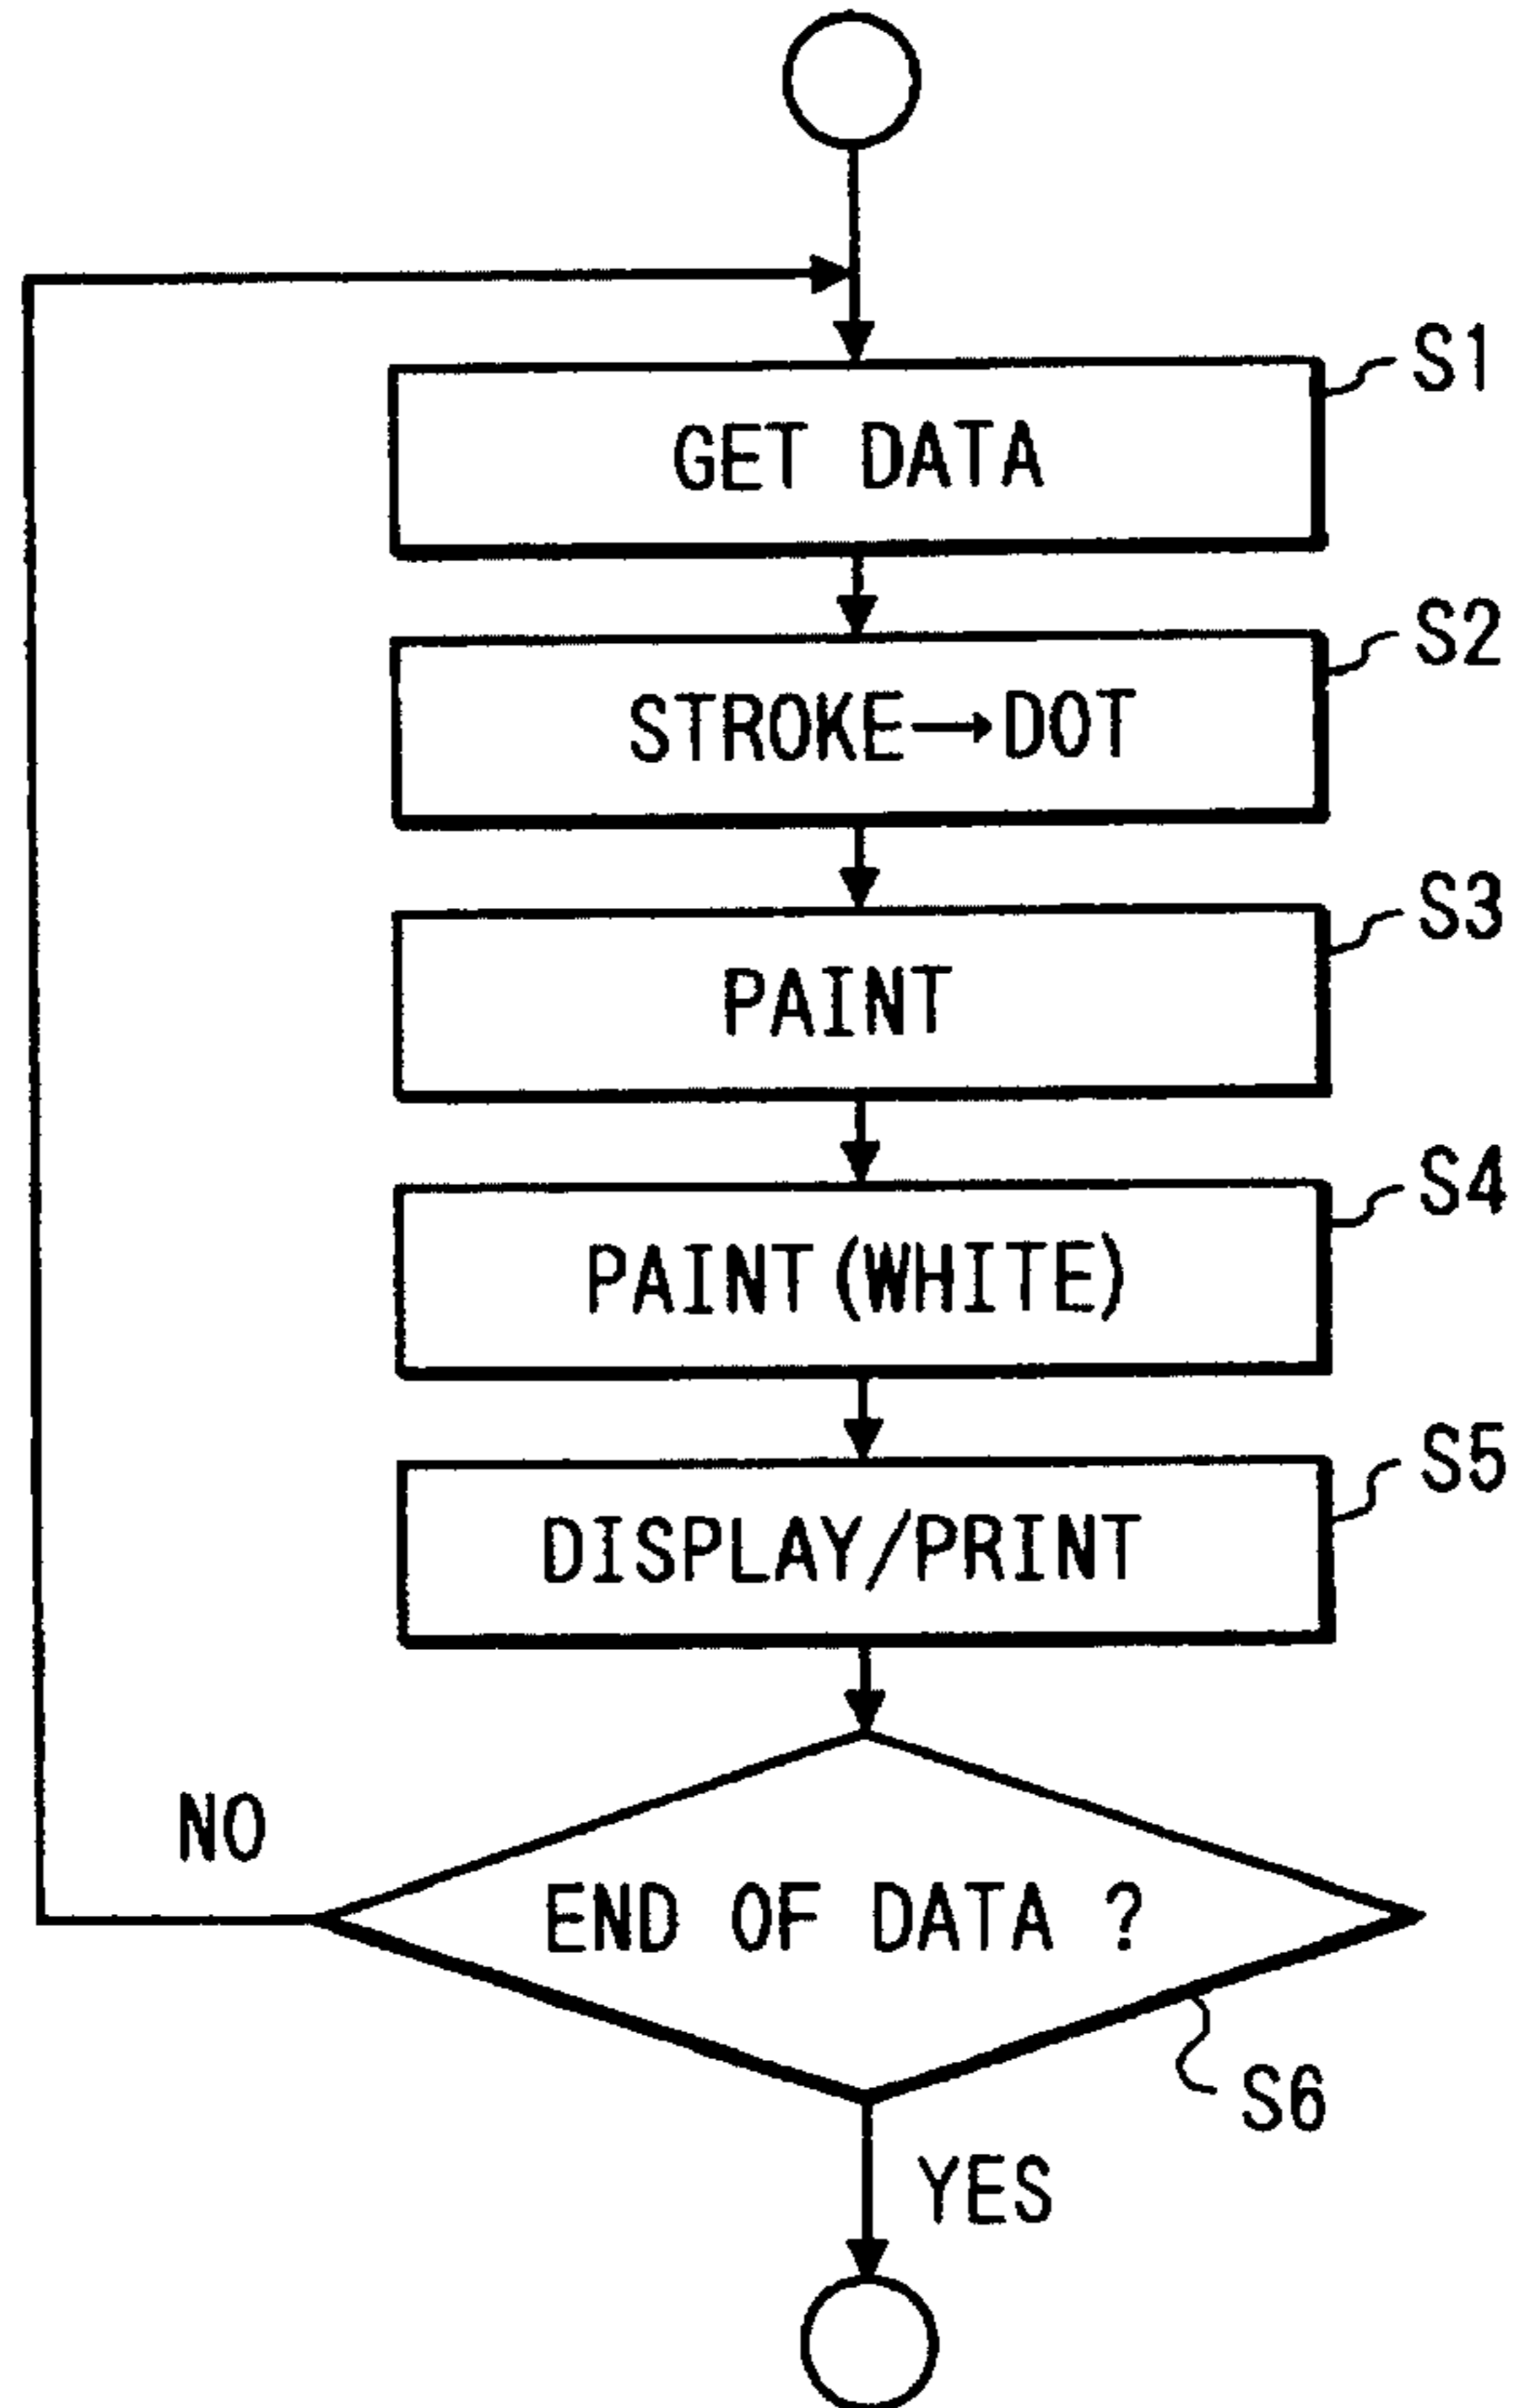 S1
GET DATA
S2
STROKE→DOT
S3
PAINT
S4
PAINT(WHITE)
S5
DISPLAY/PRINT
NO
END OF DATA ?
S6
YES